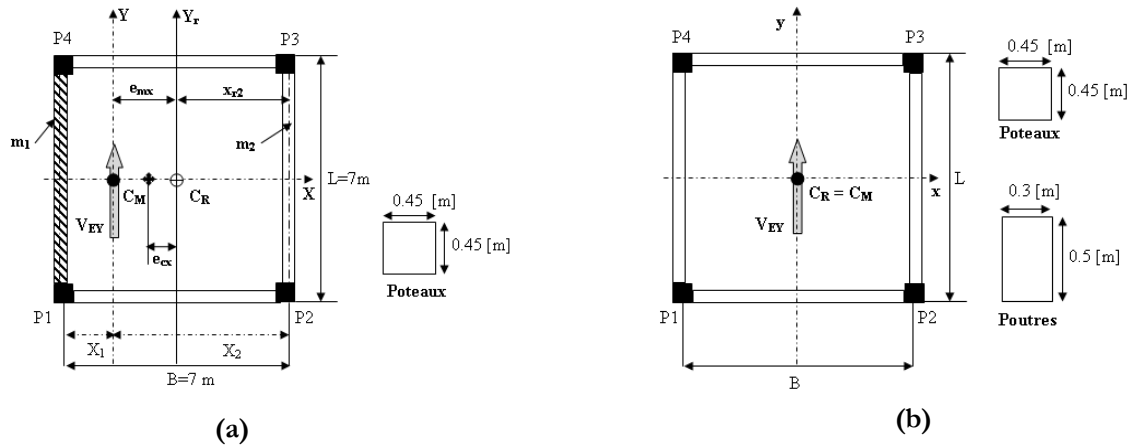 Y
Yr
P4
P3
emx
xr2
m1
m2
CM
CR
X
L=7m
VEY
ecx
0.45 [m]
0.45 [m]
Poteaux
P1
P2
X1
X2
B=7 m
(a)
y
P4
P3
0.45 [m]
0.45 [m]
Poteaux
CR = CM
x
L
VEY
0.3 [m]
0.5 [m]
Poutres
P1
P2
B
(b)